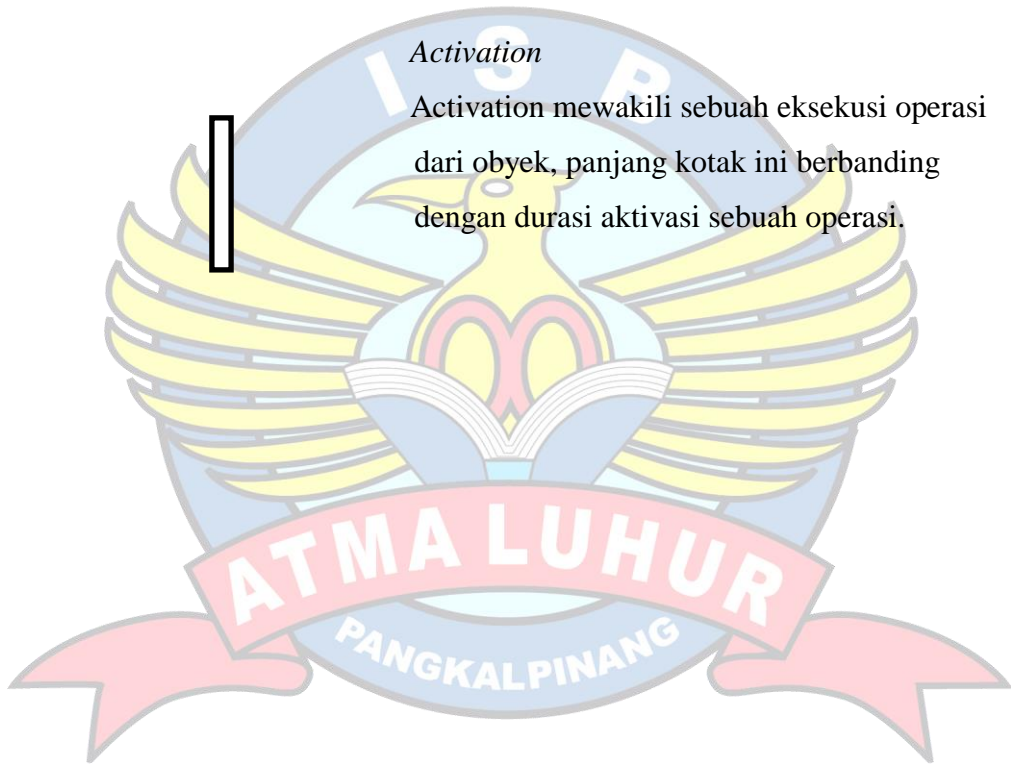 Activation
Activation mewakili sebuah eksekusi operasi
dari obyek, panjang kotak ini berbanding
dengan durasi aktivasi sebuah operasi.
I S B
ATMA LUHUR
PANGKALPINANG